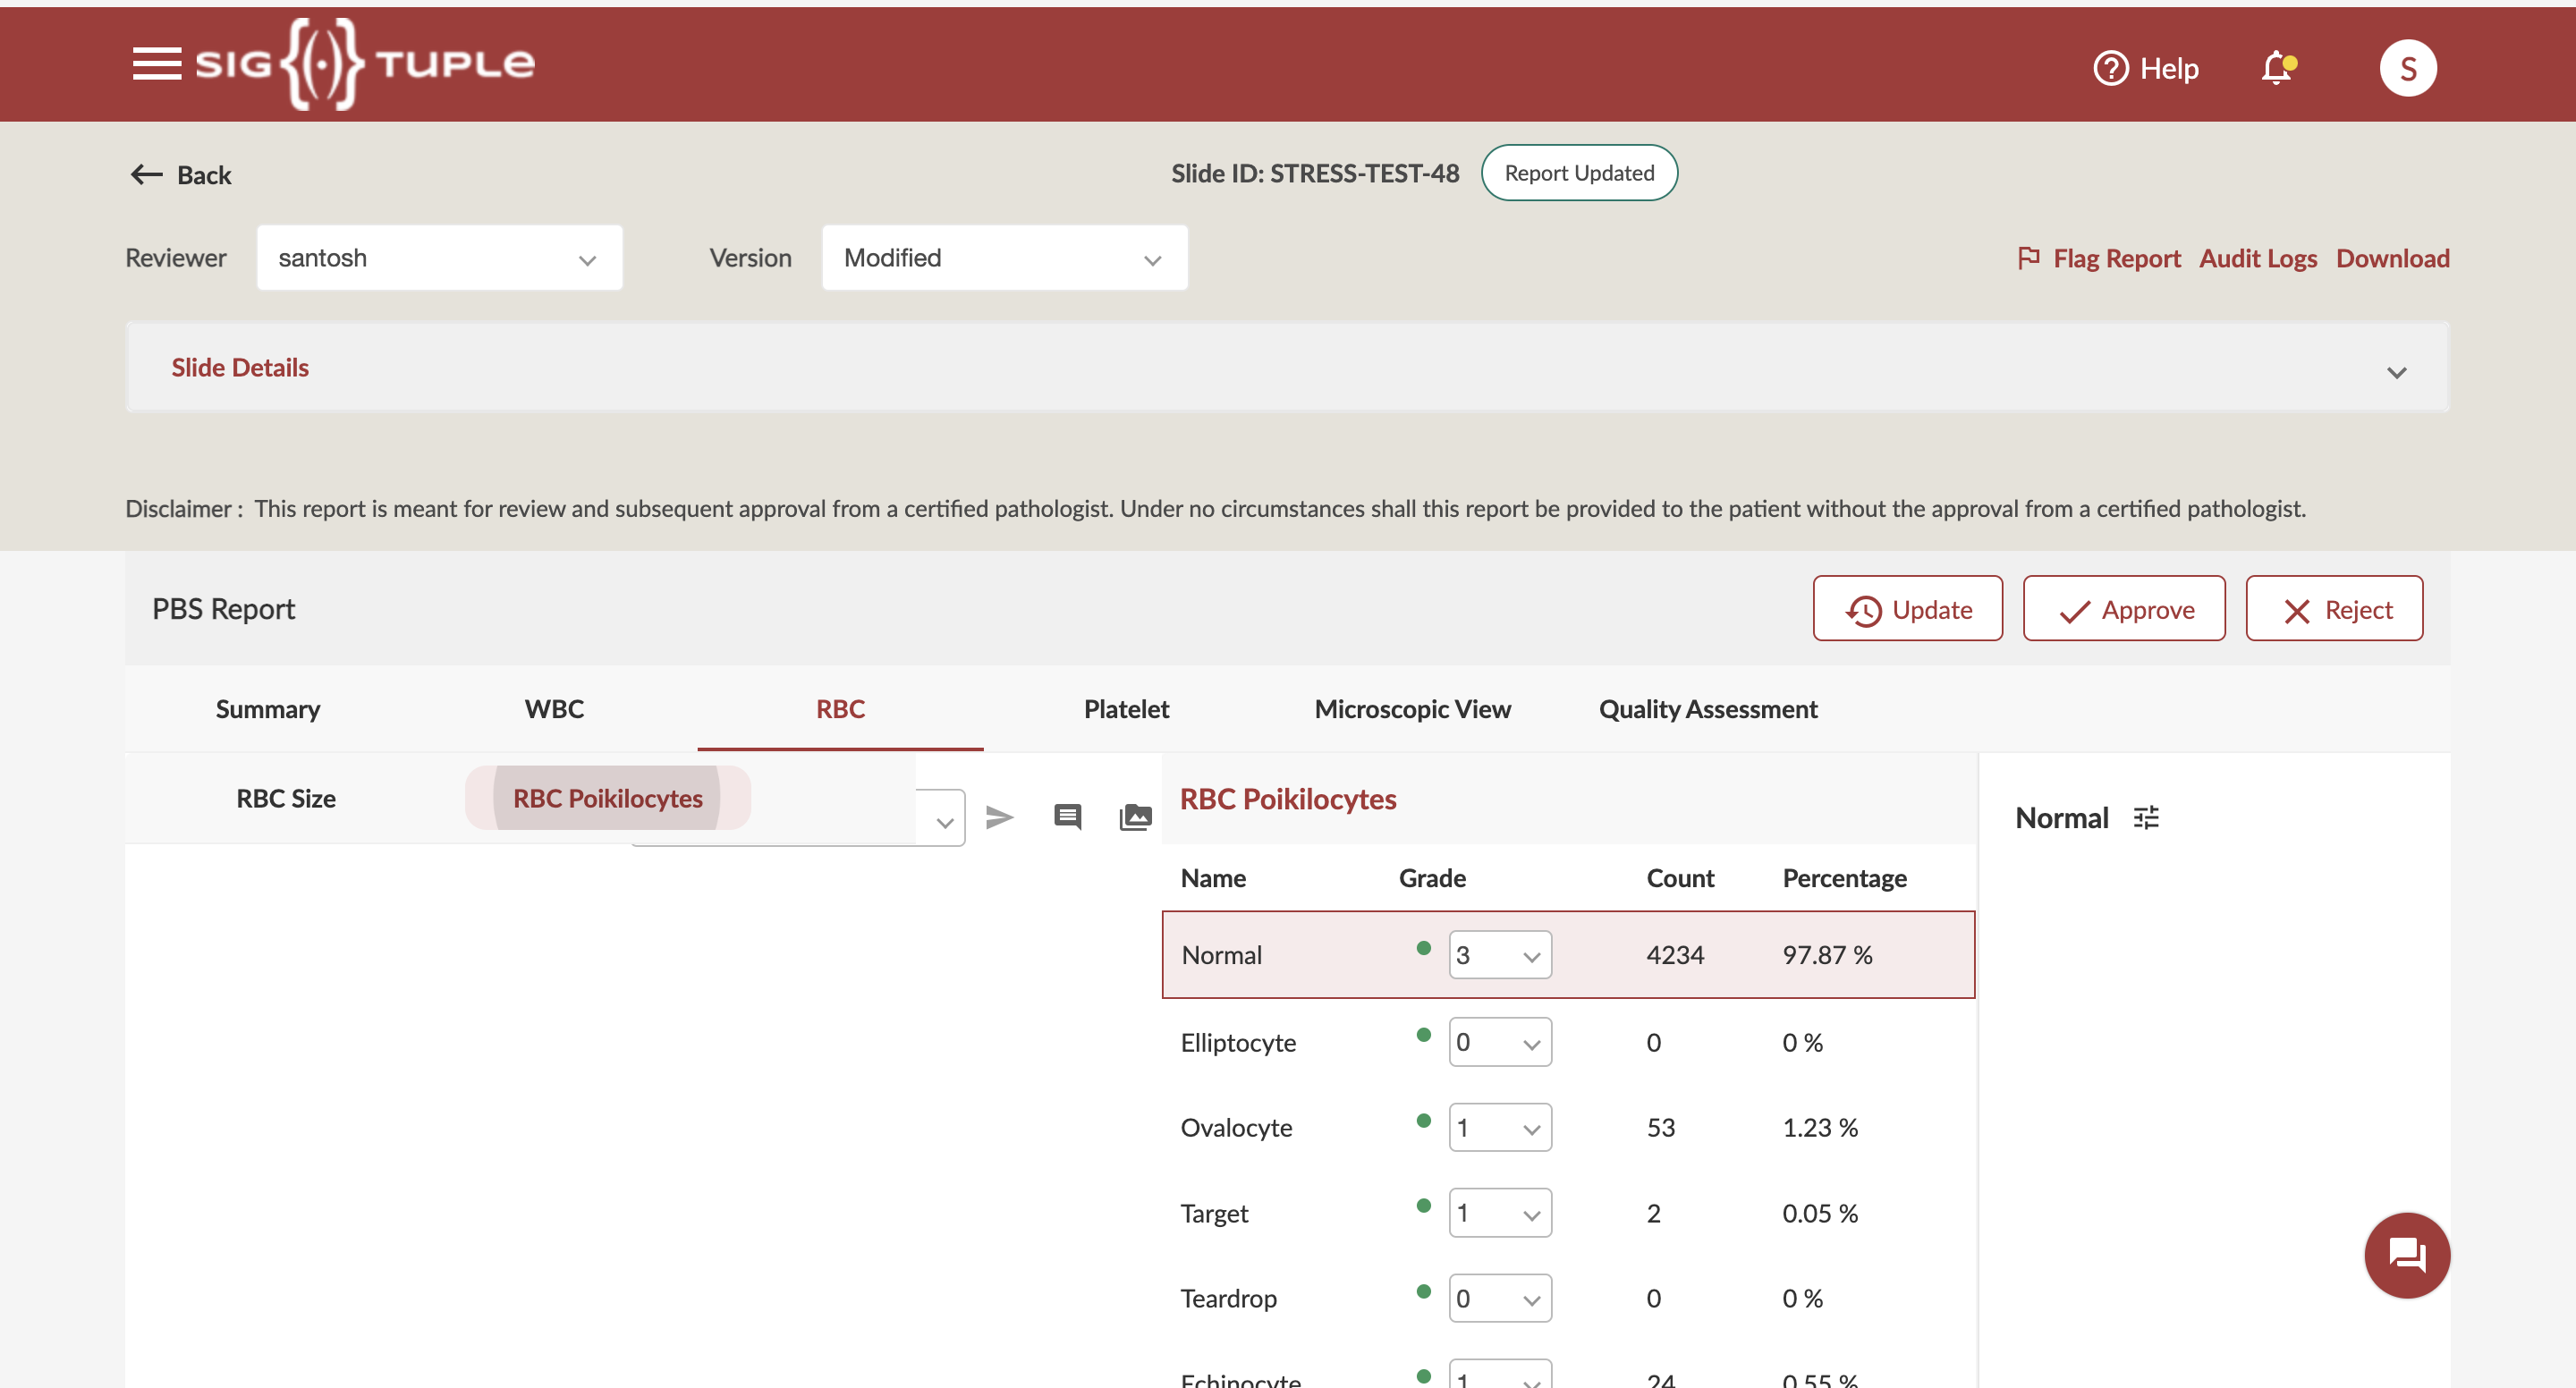 SIG TUPLE
Help
S
Back
Slide ID: STRESS-TEST-48
Report Updated
Reviewer
santosh
Version
Modified
Flag Report
Audit Logs
Download
Slide Details
Disclaimer : This report is meant for review and subsequent approval from a certified pathologist. Under no circumstances shall this report be provided to the patient without the approval from a certified pathologist.
PBS Report
Update
Approve
Reject
Summary
WBC
RBC
Platelet
Microscopic View
Quality Assessment
RBC Size
RBC Poikilocytes
RBC Poikilocytes
Normal
Name Grade Count Percentage
Normal 3 4234 97.87 %
Elliptocyte 0 0 0 %
Ovalocyte 1 53 1.23 %
Target 1 2 0.05 %
Teardrop 0 0 0 %
Echinocyte 1 24 0.55 %